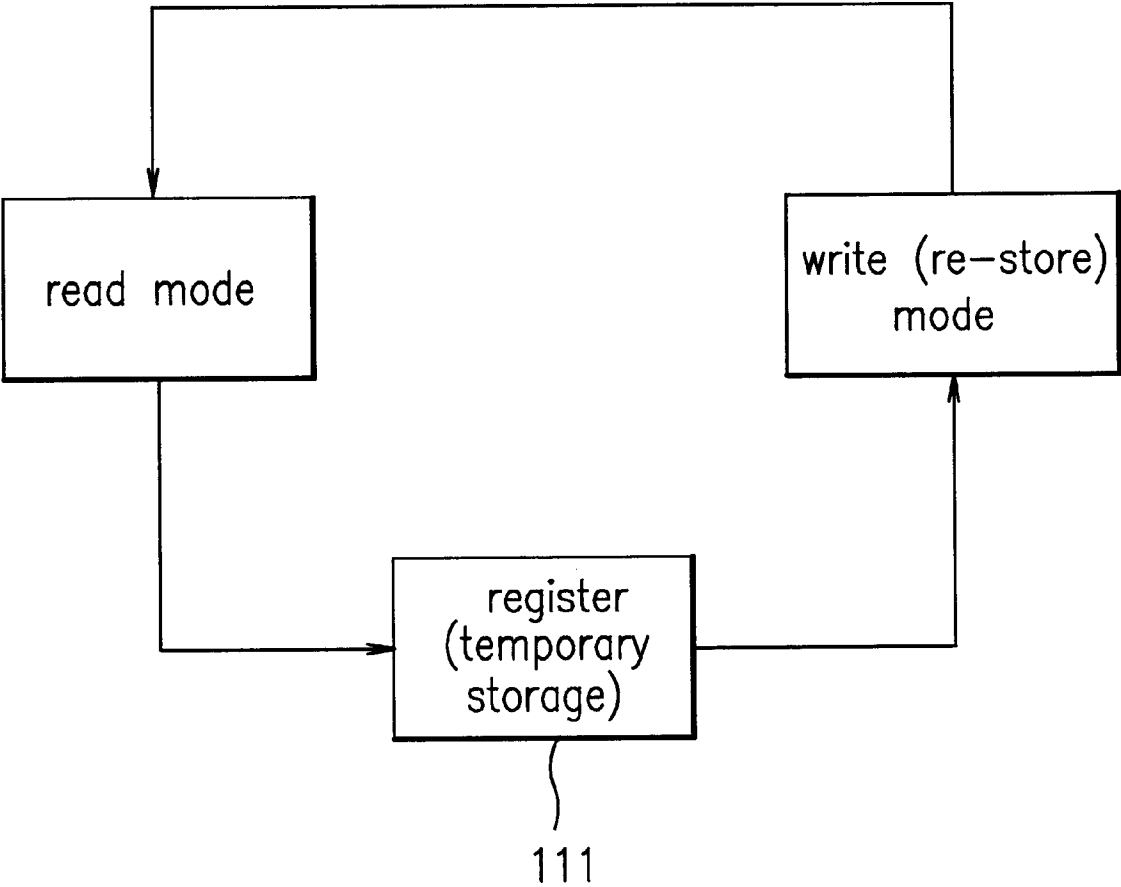 read mode
write (re-store)
mode
register
(temporary
storage)
111